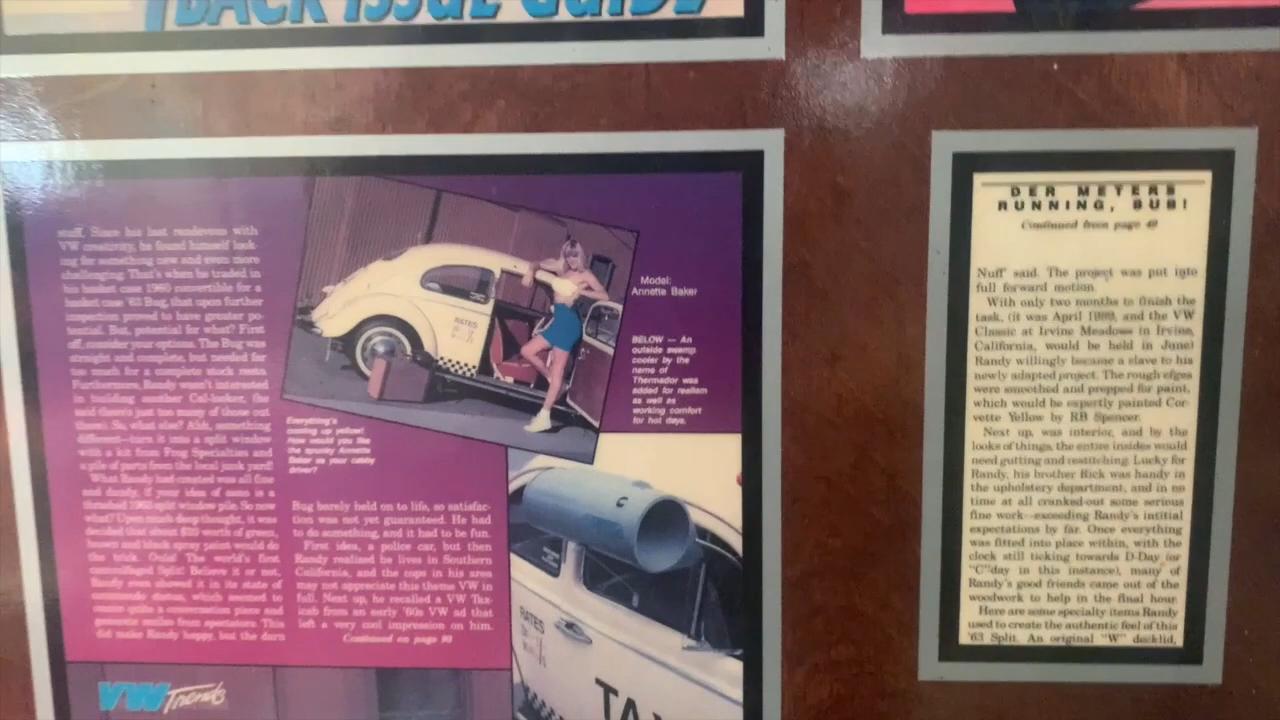 BACK ISSUE GUIDE
stuff. Since his last rendezvous with
VW creativity, he found himself look-
ing for something new and even more
challenging. That's when he traded in
his basket case 1960 convertible for a
basket case '63 Bug, that upon further
inspection proved to have greater po-
tential. But, potential for what? First
off, consider your options. The Bug was
straight and complete, but needed far
too much for a complete stock resto.
Furthermore, Randy wasn't interested
in building another Cal-looker, he
said there's just too many of those out
there). So, what else? Ahh, something
different—turn it into a split window
with a kit from Frog Specialties and
a pile of parts from the local junk yard!
What Randy had created was all fine
and dandy, if your idea of some is a
thrashed 1963 split window pile. So now
what? Upon much deep thought, it was
decided that about $20 worth of green,
brown and black spray paint would do
the trick. Voila! The world's first
camouflaged Split! Believe it or not,
Randy even showed it in its state of
commando status, which seemed to
create quite a conversation piece and
generate smiles from spectators. This
did make Randy happy, but the darn
Everything's
coming up yellow!
How would you like
the spunky Annette
Baker as your cabby
driver?
Bug barely held on to life, so satisfac-
tion was not yet guaranteed. He had
to do something, and it had to be fun.
First idea, a police car, but then
Randy realized he lives in Southern
California, and the cops in his area
may not appreciate this theme VW in
full. Next up, he recalled a VW Tax-
icab from an early '60s VW ad that
left a very cool impression on him.
Continued on page 93
RATES
Model:
Annette Baker
BELOW — An
outside swamp
cooler by the
name of
Thermador was
added for realism
as well as
working comfort
for hot days.
RATES
TAX
VW Trends
DER METERS
RUNNING, BUB!
Continued from page 49
Nuff' said. The project was put into
full forward motion.
With only two months to finish the
task, (it was April 1989, and the VW
Classic at Irvine Meadows in Irvine,
California, would be held in June)
Randy willingly became a slave to his
newly adapted project. The rough edges
were smoothed and prepped for paint,
which would be expertly painted Cor-
vette Yellow by RB Spencer.
Next up, was interior, and by the
looks of things, the entire insides would
need gutting and restitching. Lucky for
Randy, his brother Rick was handy in
the upholstery department, and in no
time at all cranked-out some serious
fine work—exceeding Randy's intitial
expectations by far. Once everything
was fitted into place within, with the
clock still ticking towards D-Day (or
"C"day in this instance), many of
Randy's good friends came out of the
woodwork to help in the final hour.
Here are some specialty items Randy
used to create the authentic feel of this
'63 Split. An original "W" decklid,